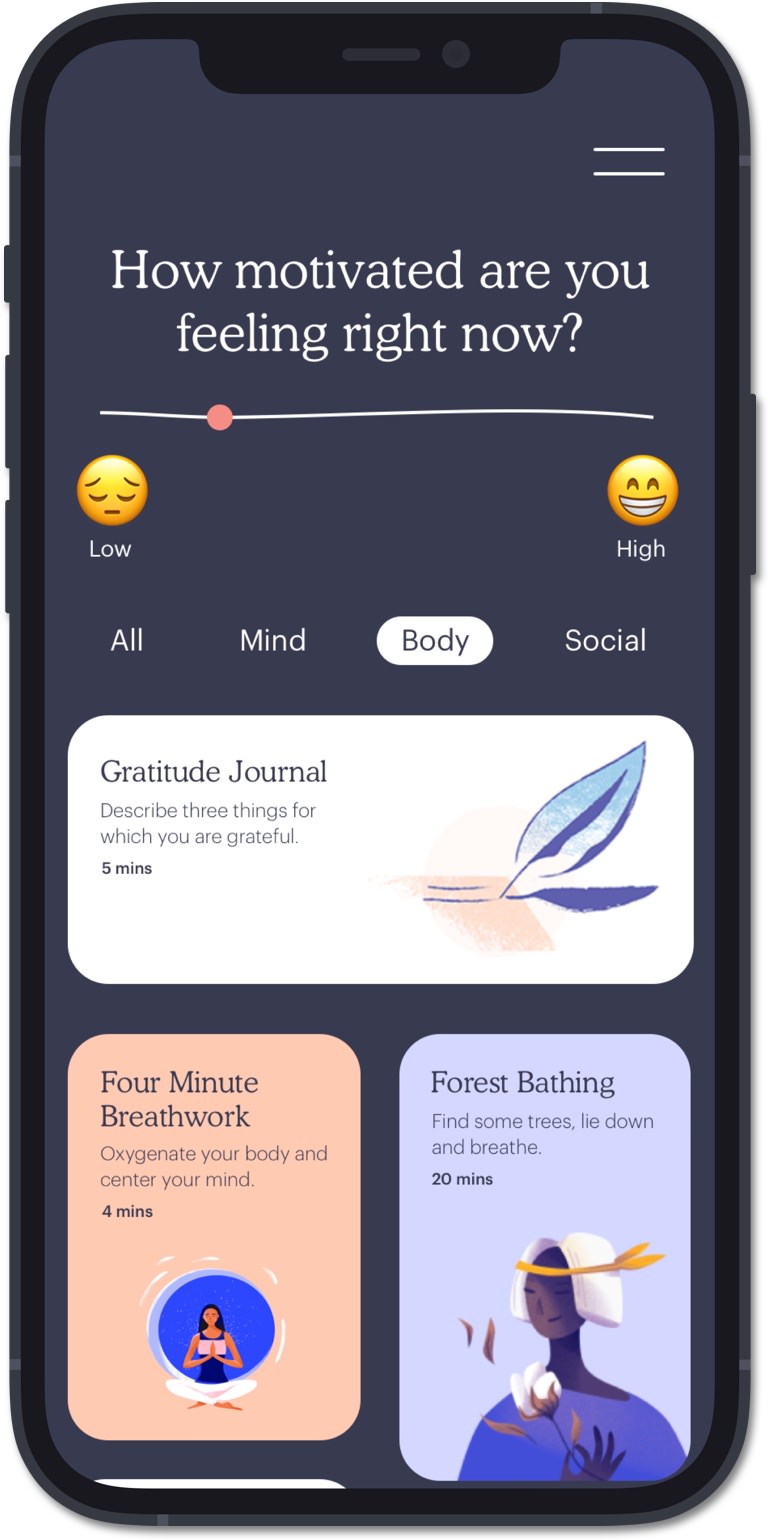 How motivated are you
feeling right now?
Low
High
All
Mind
Body
Social
Gratitude Journal
Describe three things for
which you are grateful.
5 mins
Four Minute
Breathwork
Oxygenate your body and
center your mind.
4 mins
Forest Bathing
Find some trees, lie down
and breathe.
20 mins